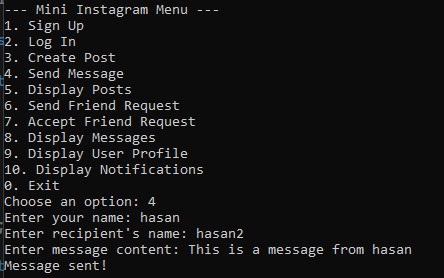 --- Mini Instagram Menu ---
1. Sign Up
2. Log In
3. Create Post
4. Send Message
5. Display Posts
6. Send Friend Request
7. Accept Friend Request
8. Display Messages
9. Display User Profile
10. Display Notifications
0. Exit
Choose an option: 4
Enter your name: hasan
Enter recipient's name: hasan2
Enter message content: This is a message from hasan
Message sent!